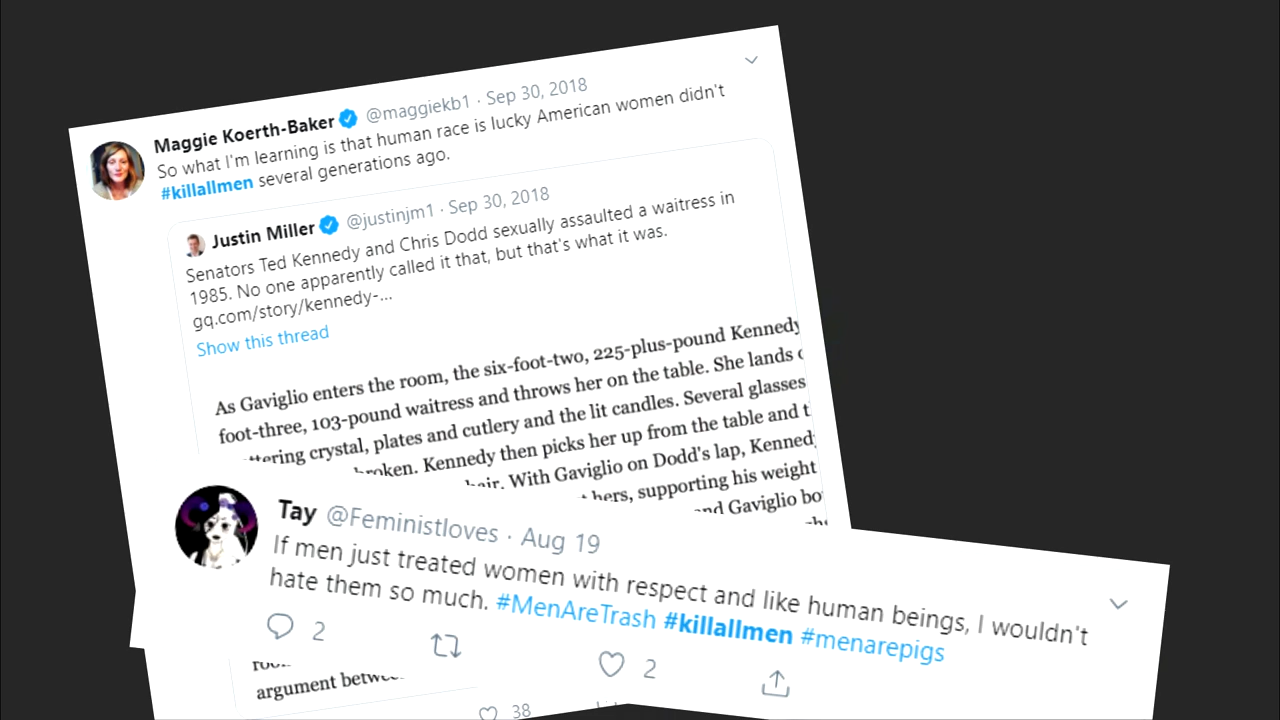 Maggie Koerth-Baker @maggiekb1 · Sep 30, 2018
So what I'm learning is that human race is lucky American women didn't
#killallmen several generations ago.
Justin Miller @justinjm1 · Sep 30, 2018
Senators Ted Kennedy and Chris Dodd sexually assaulted a waitress in
1985. No one apparently called it that, but that's what it was.
gq.com/story/kennedy-...
Show this thread
As Gaviglio enters the room, the six-foot-two, 225-plus-pound Kennedy
foot-three, 103-pound waitress and throws her on the table. She lands
crystal, plates and cutlery and the lit candles. Several glasses
Kennedy then picks her up from the table and
With Gaviglio on Dodd's lap, Kennedy
hers, supporting his weight
and Gaviglio
Tay @Feministloves · Aug 19
If men just treated women with respect and like human beings, I wouldn't
hate them so much. #MenAreTrash #killallmen #menarepigs
2 2
argument
38